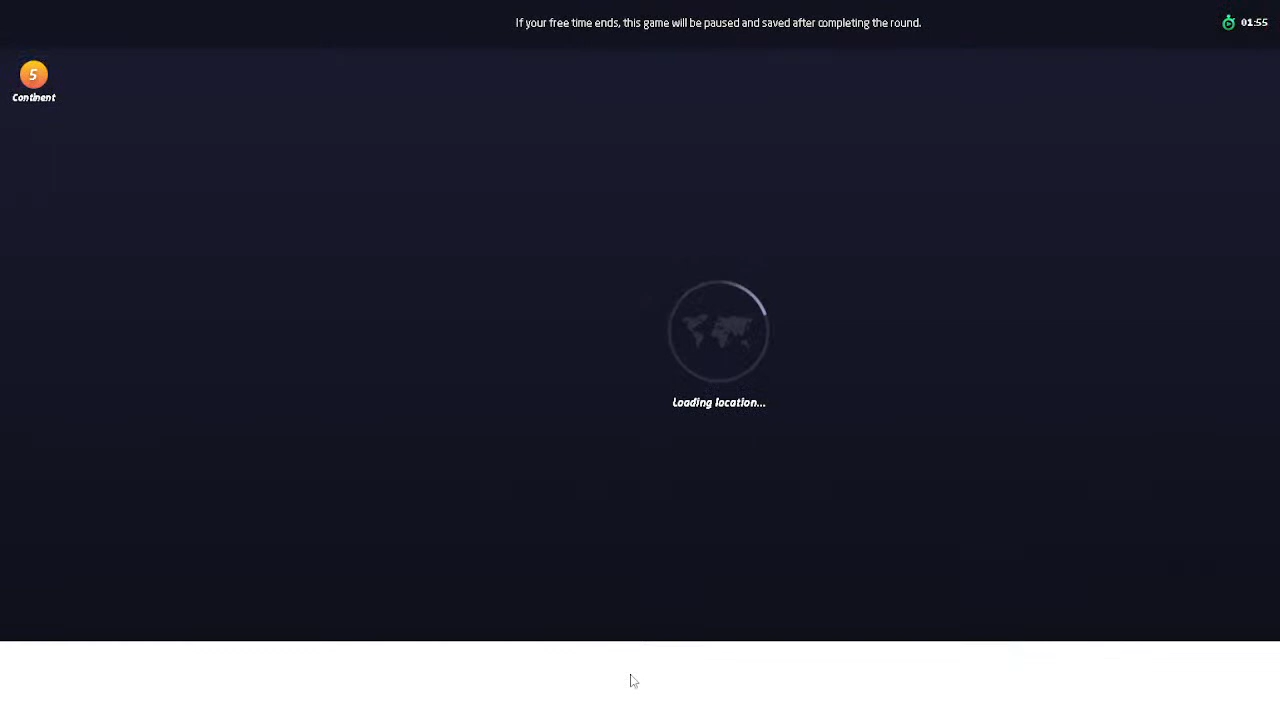 If your free time ends, this game will be paused and saved after completing the round.
01:55
5
Continent
Loading location...